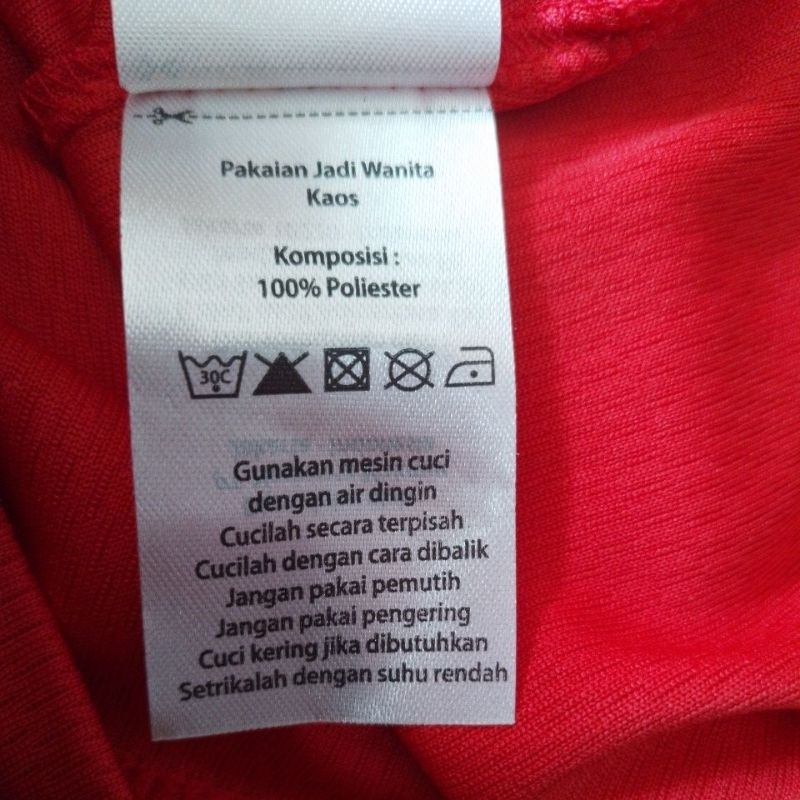 Pakaian Jadi Wanita
Kaos
Komposisi :
100% Poliester
30C
Gunakan mesin cuci
dengan air dingin
Cucilah secara terpisah
Cucilah dengan cara dibalik
Jangan pakai pemutih
Jangan pakai pengering
Cuci kering jika dibutuhkan
Setrikalah dengan suhu rendah